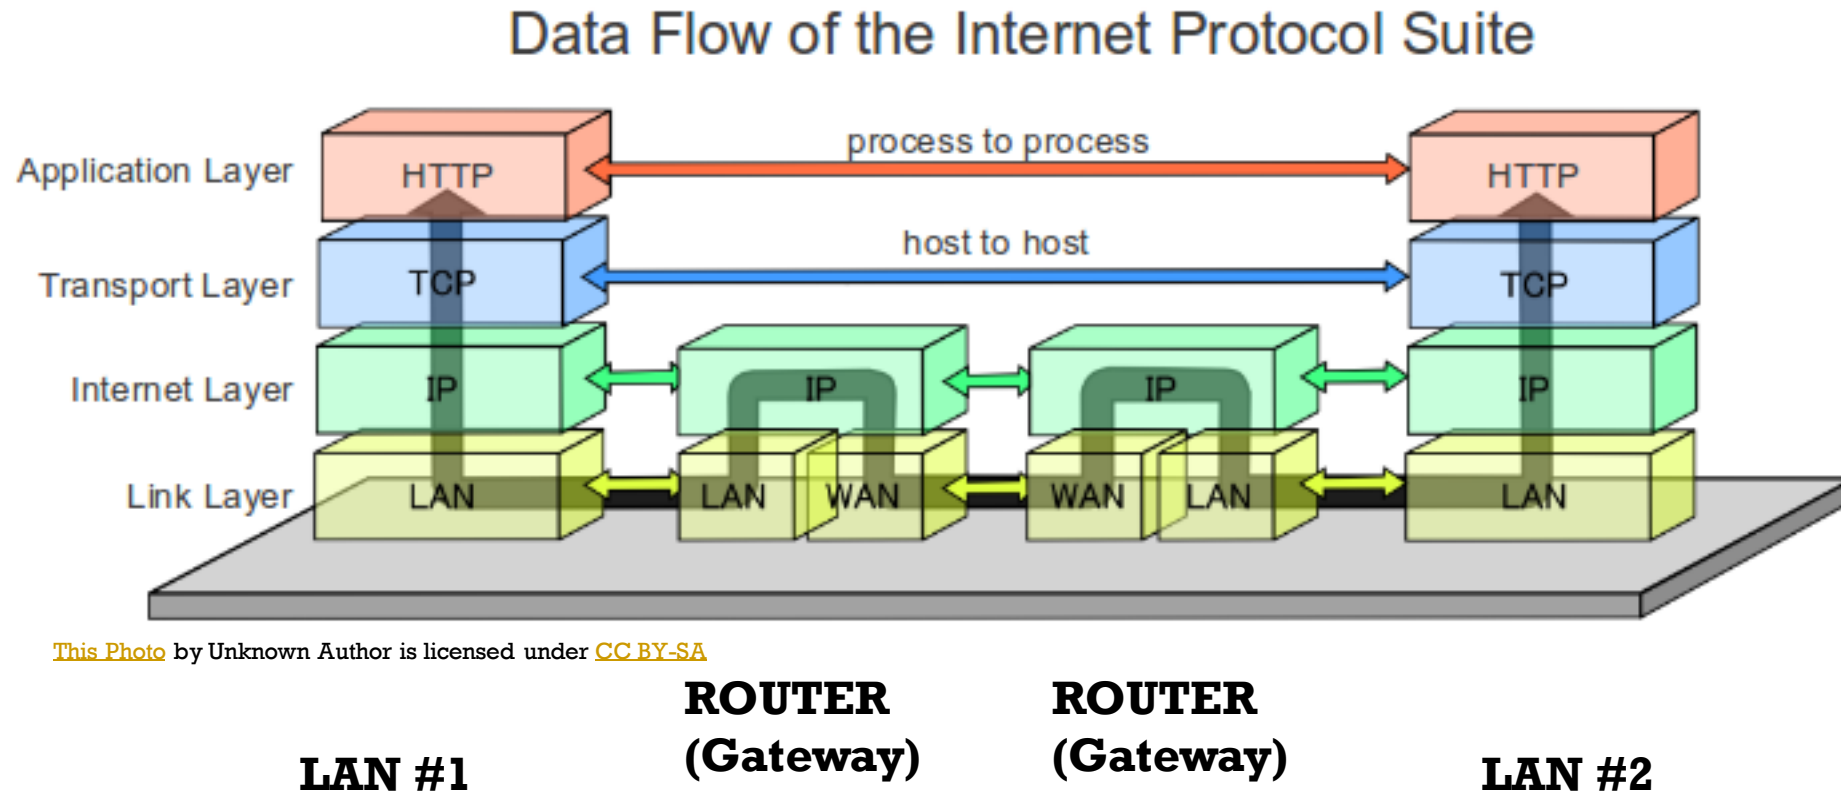 Data Flow of the Internet Protocol Suite
Application Layer
HTTP
process to process
HTTP
Transport Layer
TCP
host to host
TCP
Internet Layer
IP
IP
IP
IP
Link Layer
LAN
LAN
WAN
WAN
LAN
LAN
This Photo by Unknown Author is licensed under CC BY-SA
ROUTER
(Gateway)
ROUTER
(Gateway)
LAN #1
LAN #2